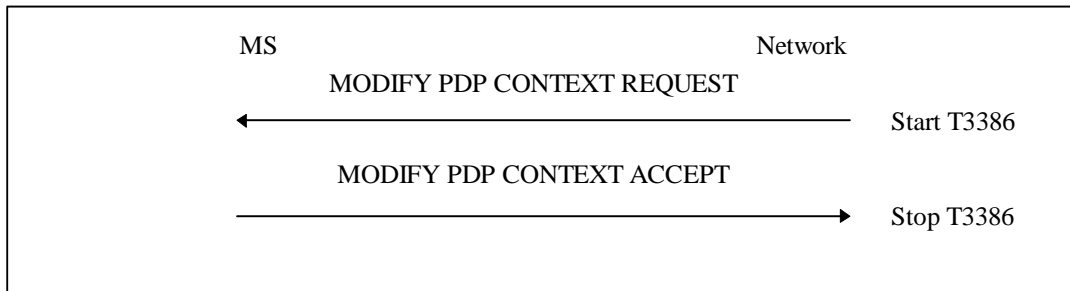 MS Network
MODIFY PDP CONTEXT REQUEST
Start T3386
MODIFY PDP CONTEXT ACCEPT
Stop T3386